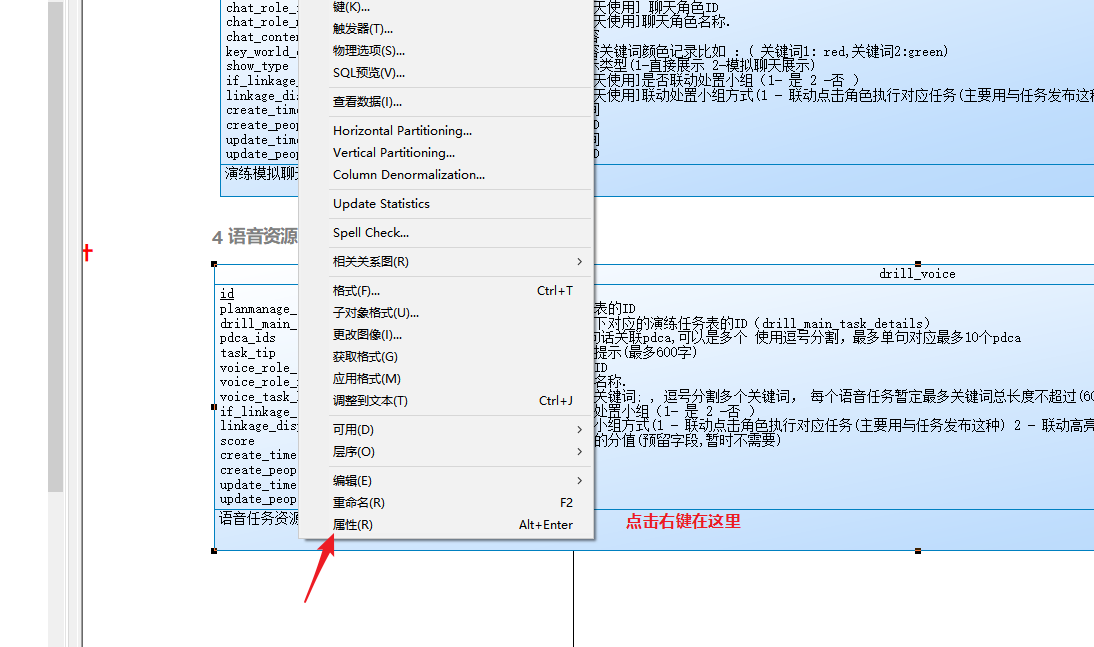 chat_role_
天使用] 聊天角色ID
chat_role_
天使用]聊天角色名称.
chat_conte
key_world_
关键词颜色记录比如 :( 关键词1: red,关键词2:green)
show_type
类型(1-直接展示 2-模拟聊天展示)
if_linkage_
天使用]是否联动处置小组（1- 是 2 -否 ）
linkage_di
天使用]联动处置小组方式(1 - 联动点击角色执行对应任务(主要用与任务发布这种
create_time
create_peop
update_time
update_peop
演练模拟聊天
键(K)...
触发器(T)...
物理选项(S)...
SQL预览(V)...
查看数据(I)...
Horizontal Partitioning...
Vertical Partitioning...
Column Denormalization...
Update Statistics
Spell Check...
相关关系图(R)
格式(F)... Ctrl+T
子对象格式(U)...
更改图像(I)...
获取格式(G)
应用格式(M)
调整到文本(T) Ctrl+J
可用(D)
层序(O)
编辑(E)
重命名(R) F2
属性(R) Alt+Enter
4 语音资源
drill_voice
id
planmanage_
表的ID
drill_main_
下对应的演练任务表的ID（drill_main_task_details）
pdca_ids
话关联pdca,可以是多个 使用逗号分割，最多单句对应最多10个pdca
task_tip
提示(最多600字)
voice_role_
ID
voice_role_
名称.
voice_task_
关键词; ，逗号分割多个关键词， 每个语音任务暂定最多关键词总长度不超过(60
if_linkage_
处置小组（1- 是 2 -否 ）
linkage_dis
小组方式(1 - 联动点击角色执行对应任务(主要用与任务发布这种) 2 - 联动高亮
score
的分值(预留字段,暂时不需要)
create_time
create_peop
update_time
update_peop
语音任务资源
点击右键在这里